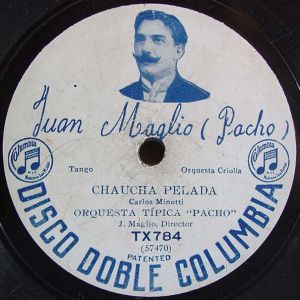 Juan Maglio (Pacho)
Columbia
Columbia
Tango
Orquesta Criolla
CHAUCHA PELADA
Carlos Minotti
ORQUESTA TÍPICA "PACHO"
J. Maglio, Director
TX784
(57470)
PATENTED
DISCO DOBLE COLUMBIA